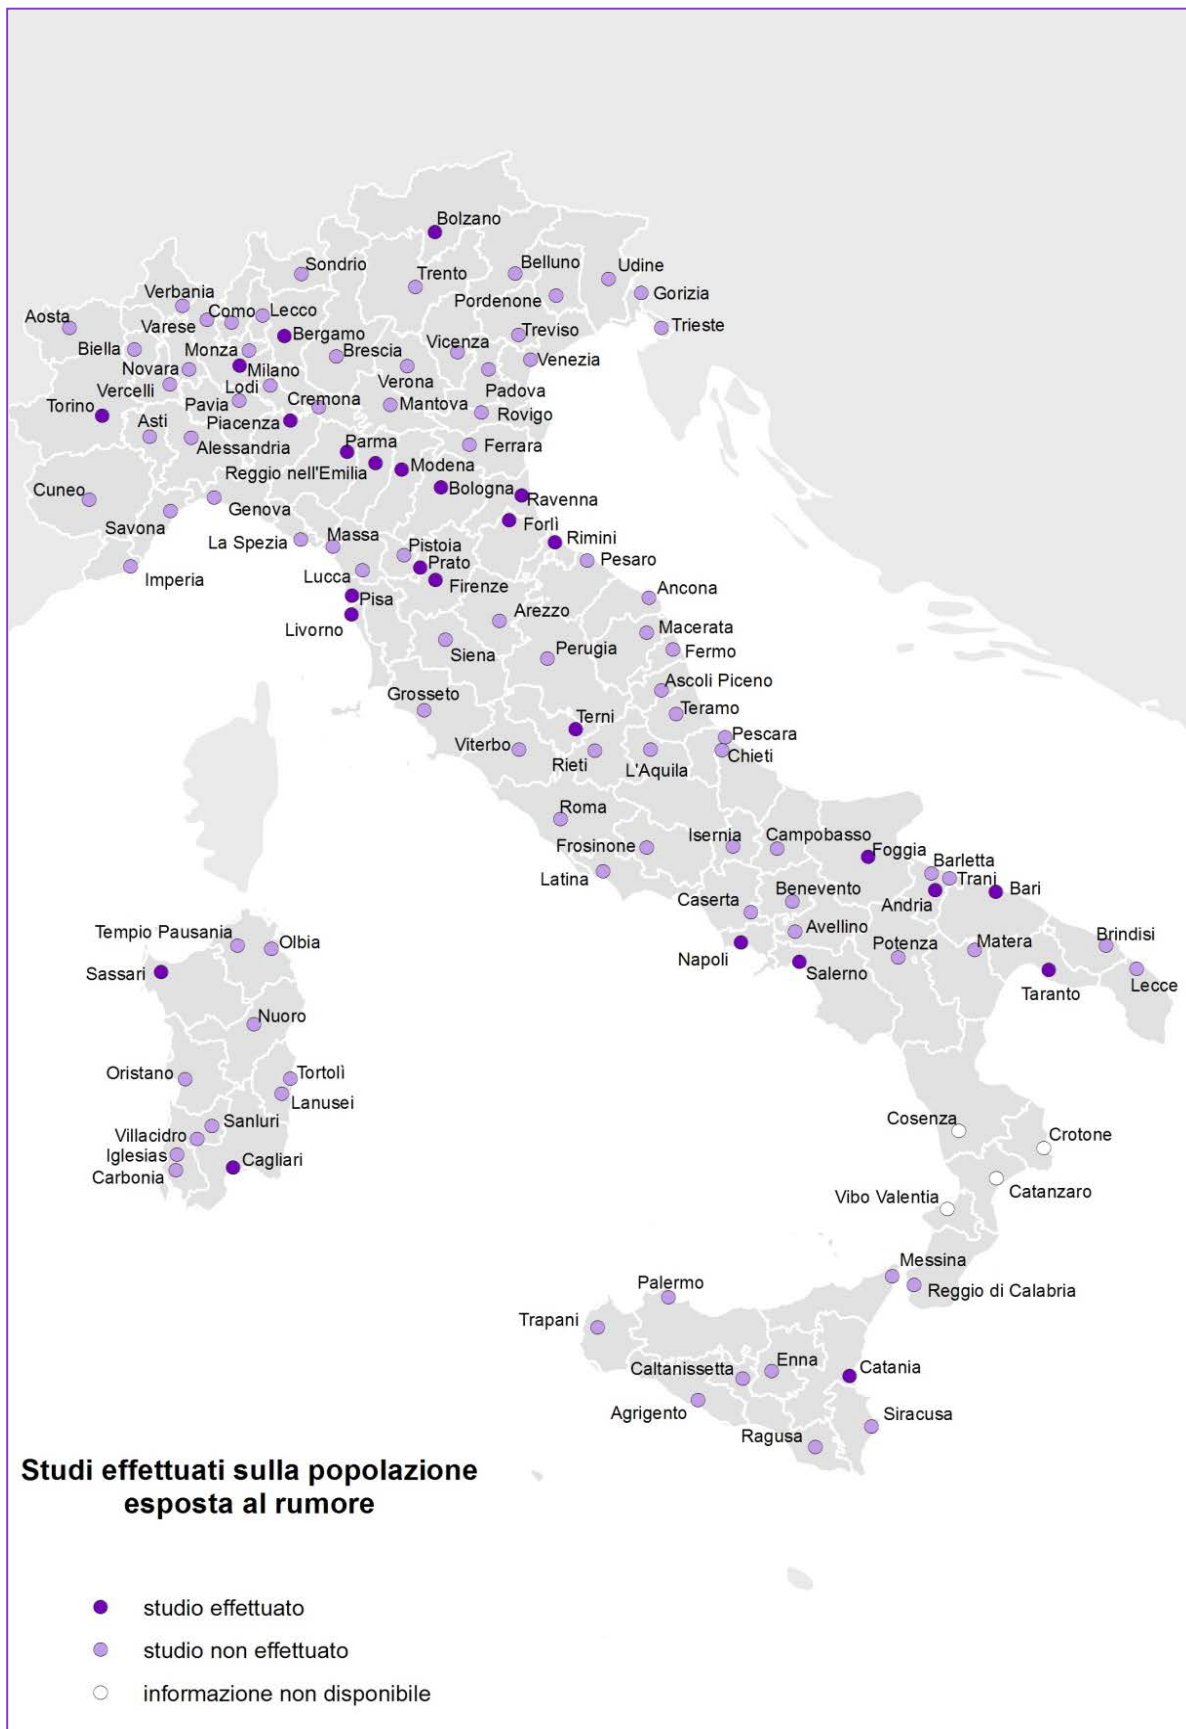 Bolzano
Sondrio
Trento
Belluno
Udine
Pordenone
Gorizia
Verbania
Lecco
Como
Aosta
Varese
Trieste
Bergamo
Treviso
Biella
Monza
Brescia
Vicenza
Venezia
Novara
Milano
Verona
Vercelli
Lodi
Padova
Torino
Pavia
Cremona
Mantova
Rovigo
Asti
Piacenza
Alessandria
Parma
Ferrara
Reggio nell'Emilia
Modena
Cuneo
Bologna
Ravenna
Genova
Savona
Forlì
La Spezia
Massa
Rimini
Pistoia
Pesaro
Prato
Imperia
Lucca
Firenze
Ancona
Pisa
Arezzo
Livorno
Macerata
Siena
Perugia
Fermo
Ascoli Piceno
Grosseto
Teramo
Terni
Pescara
Viterbo
Rieti
L'Aquila
Chieti
Roma
Isernia
Campobasso
Frosinone
Foggia
Barletta
Latina
Trani
Benevento
Bari
Caserta
Andria
Tempio Pausania
Olbia
Avellino
Brindisi
Potenza
Matera
Napoli
Sassari
Salerno
Taranto
Lecce
Nuoro
Oristano
Tortolì
Lanusei
Sanluri
Cosenza
Villacidro
Crotone
Iglesias
Cagliari
Carbonia
Catanzaro
Vibo Valentia
Messina
Palermo
Reggio di Calabria
Trapani
Enna
Caltanissetta
Catania
Agrigento
Siracusa
Ragusa
Studi effettuati sulla popolazione
esposta al rumore
studio effettuato
studio non effettuato
informazione non disponibile